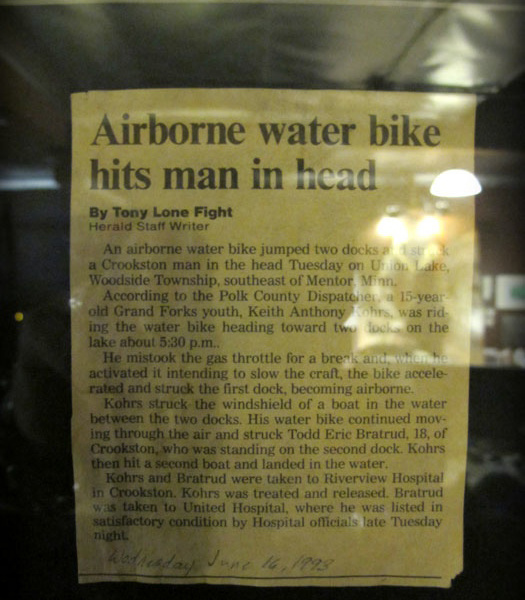 Airborne water bike
hits man in head
By Tony Lone Fight
Herald Staff Writer
An airborne water bike jumped two docks and struck
a Crookston man in the head Tuesday on Union Lake,
Woodside Township, southeast of Mentor, Minn.
According to the Polk County Dispatcher, a 15-year-
old Grand Forks youth, Keith Anthony Kohrs, was rid-
ing the water bike heading toward two docks on the
lake about 5:30 p.m..
He mistook the gas throttle for a break and, when he
activated it intending to slow the craft, the bike accele-
rated and struck the first dock, becoming airborne.
Kohrs struck the windshield of a boat in the water
between the two docks. His water bike continued mov-
ing through the air and struck Todd Eric Bratrud, 18, of
Crookston, who was standing on the second dock. Kohrs
then hit a second boat and landed in the water.
Kohrs and Bratrud were taken to Riverview Hospital
in Crookston. Kohrs was treated and released. Bratrud
was taken to United Hospital, where he was listed in
satisfactory condition by Hospital officials late Tuesday
night.
Wednesday June 16, 1993